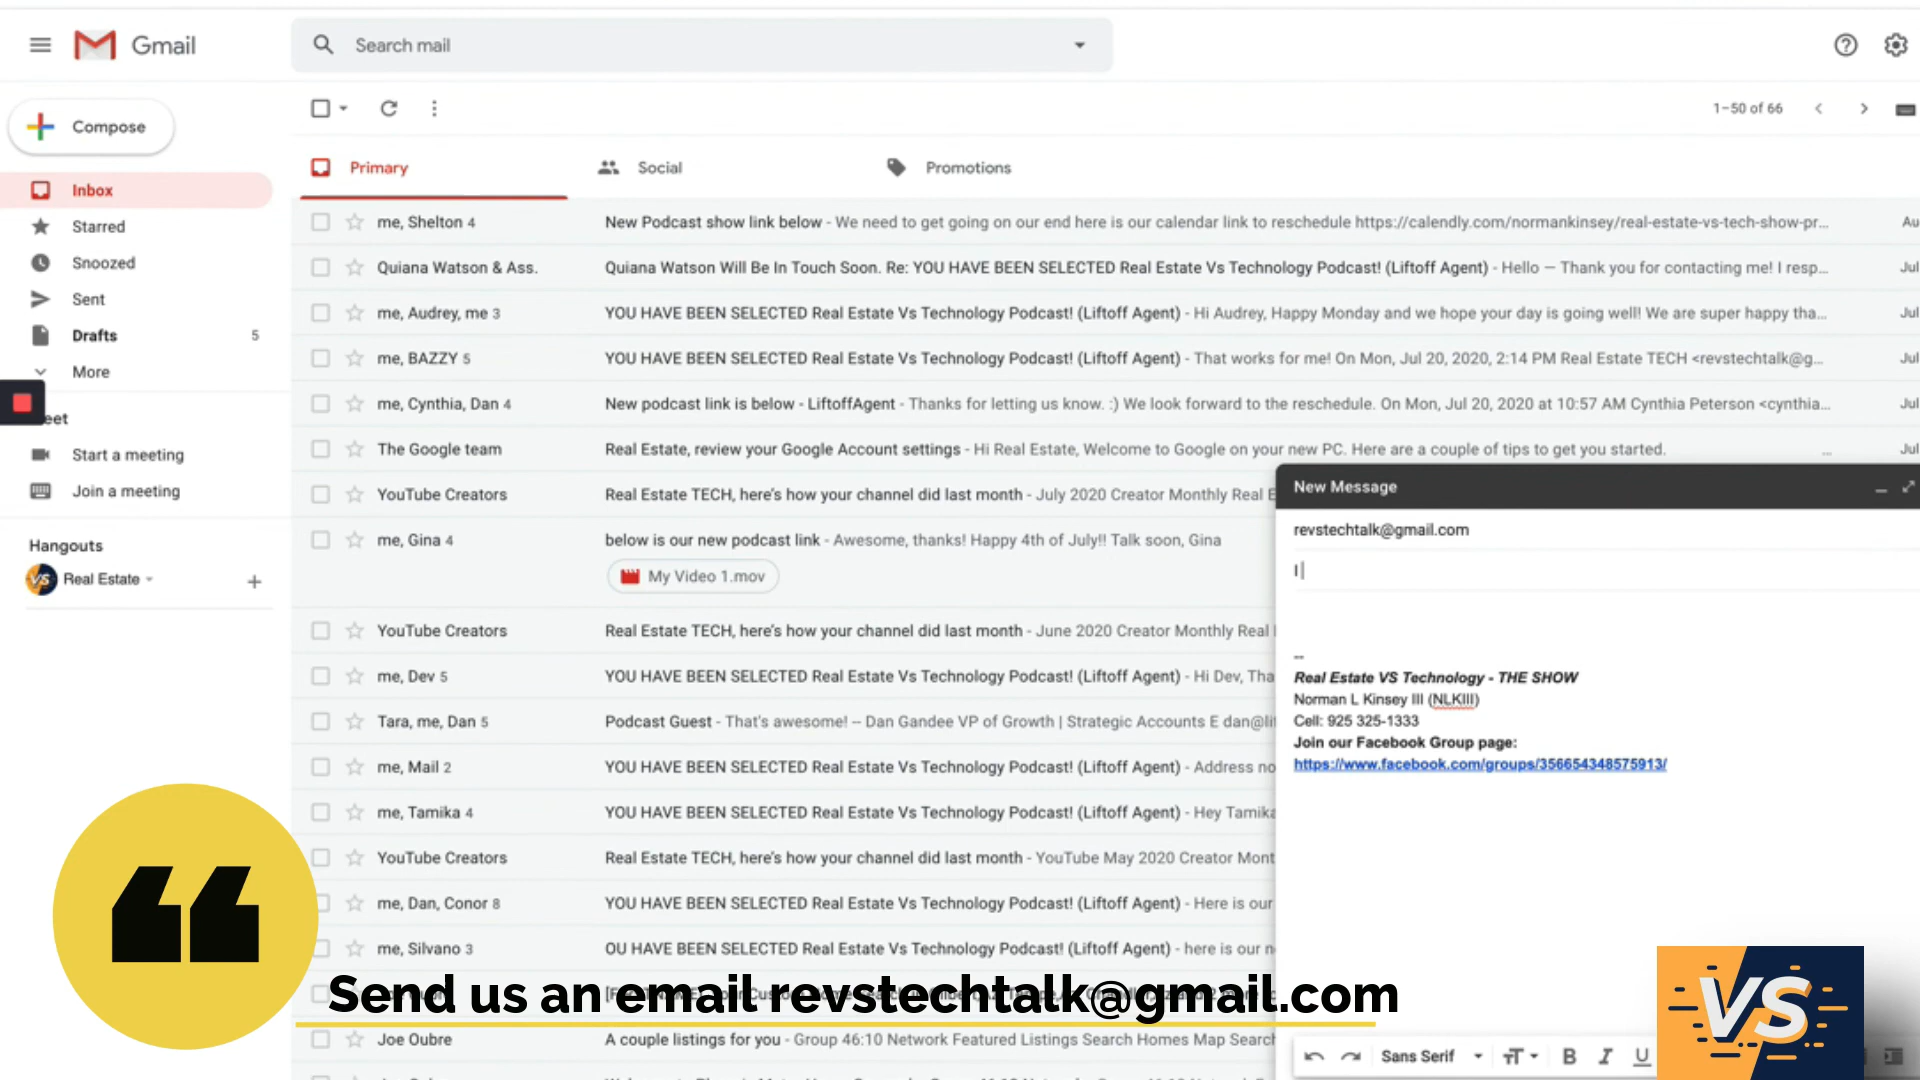 Gmail
Search mail
Compose
1–50 of 66
Primary
Social
Promotions
Inbox
Starred
Snoozed
Sent
Drafts 5
More
eet
Start a meeting
Join a meeting
Hangouts
VS Real Estate
me, Shelton 4 New Podcast show link below - We need to get going on our end here is our calendar link to reschedule https://calendly.com/normankinsey/real-estate-vs-tech-show-pr... Au
Quiana Watson & Ass. Quiana Watson Will Be In Touch Soon. Re: YOU HAVE BEEN SELECTED Real Estate Vs Technology Podcast! (Liftoff Agent) - Hello — Thank you for contacting me! I resp... Jul
me, Audrey, me 3 YOU HAVE BEEN SELECTED Real Estate Vs Technology Podcast! (Liftoff Agent) - Hi Audrey, Happy Monday and we hope your day is going well! We are super happy tha... Jul
me, BAZZY 5 YOU HAVE BEEN SELECTED Real Estate Vs Technology Podcast! (Liftoff Agent) - That works for me! On Mon, Jul 20, 2020, 2:14 PM Real Estate TECH <revstechtalk@g... Jul
me, Cynthia, Dan 4 New podcast link is below - LiftoffAgent - Thanks for letting us know. :) We look forward to the reschedule. On Mon, Jul 20, 2020 at 10:57 AM Cynthia Peterson <cynthia... Jul
The Google team Real Estate, review your Google Account settings - Hi Real Estate, Welcome to Google on your new PC. Here are a couple of tips to get you started. ... Jul
YouTube Creators Real Estate TECH, here's how your channel did last month - July 2020 Creator Monthly Real E
me, Gina 4 below is our new podcast link - Awesome, thanks! Happy 4th of July!! Talk soon, Gina
My Video 1.mov
YouTube Creators Real Estate TECH, here's how your channel did last month - June 2020 Creator Monthly Real
me, Dev 5 YOU HAVE BEEN SELECTED Real Estate Vs Technology Podcast! (Liftoff Agent) - Hi Dev, Tha
Tara, me, Dan 5 Podcast Guest - That's awesome! -- Dan Gandee VP of Growth | Strategic Accounts E dan@li
me, Mail 2 YOU HAVE BEEN SELECTED Real Estate Vs Technology Podcast! (Liftoff Agent) - Address no
me, Tamika 4 YOU HAVE BEEN SELECTED Real Estate Vs Technology Podcast! (Liftoff Agent) - Hey Tamika
YouTube Creators Real Estate TECH, here's how your channel did last month - YouTube May 2020 Creator Mont
me, Dan, Conor 8 YOU HAVE BEEN SELECTED Real Estate Vs Technology Podcast! (Liftoff Agent) - Here is our
me, Silvano 3 OU HAVE BEEN SELECTED Real Estate Vs Technology Podcast! (Liftoff Agent) - here is our n
Joe Oubre A couple listings for you - Group 46:10 Network Featured Listings Search Homes Map Search
New Message
revstechtalk@gmail.com
I
--
Real Estate VS Technology - THE SHOW
Norman L Kinsey III (NLKIII)
Cell: 925 325-1333
Join our Facebook Group page:
https://www.facebook.com/groups/356654348575913/
Sans Serif
Send us an email revstechtalk@gmail.com
VS